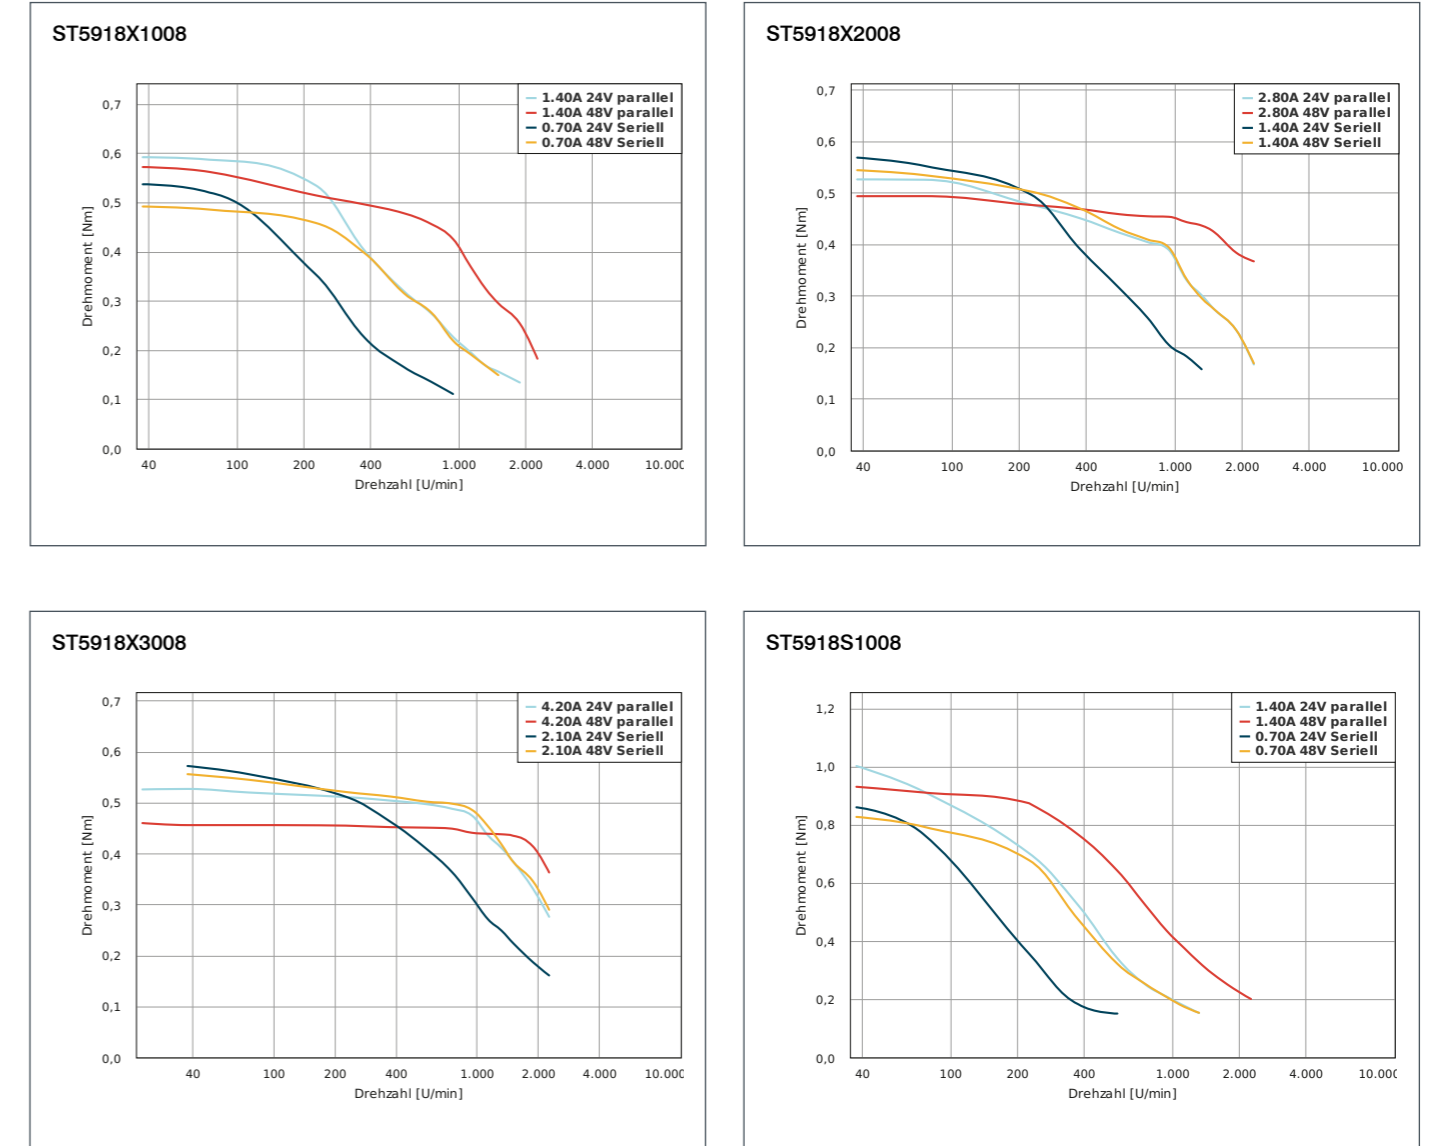 ST5918X1008
1.40A 24V parallel
1.40A 48V parallel
0.70A 24V Seriell
0.70A 48V Seriell
0,7
0,6
0,5
0,4
0,3
0,2
0,1
0,0
Drehmoment [Nm]
40 100 200 400 1.000 2.000 4.000 10.000
Drehzahl [U/min]
ST5918X2008
2.80A 24V parallel
2.80A 48V parallel
1.40A 24V Seriell
1.40A 48V Seriell
0,7
0,6
0,5
0,4
0,3
0,2
0,1
0,0
Drehmoment [Nm]
40 100 200 400 1.000 2.000 4.000 10.000
Drehzahl [U/min]
ST5918X3008
4.20A 24V parallel
4.20A 48V parallel
2.10A 24V Seriell
2.10A 48V Seriell
0,7
0,6
0,5
0,4
0,3
0,2
0,1
0,0
Drehmoment [Nm]
40 100 200 400 1.000 2.000 4.000 10.000
Drehzahl [U/min]
ST5918S1008
1.40A 24V parallel
1.40A 48V parallel
0.70A 24V Seriell
0.70A 48V Seriell
1,2
1,0
0,8
0,6
0,4
0,2
0,0
Drehmoment [Nm]
40 100 200 400 1.000 2.000 4.000 10.000
Drehzahl [U/min]